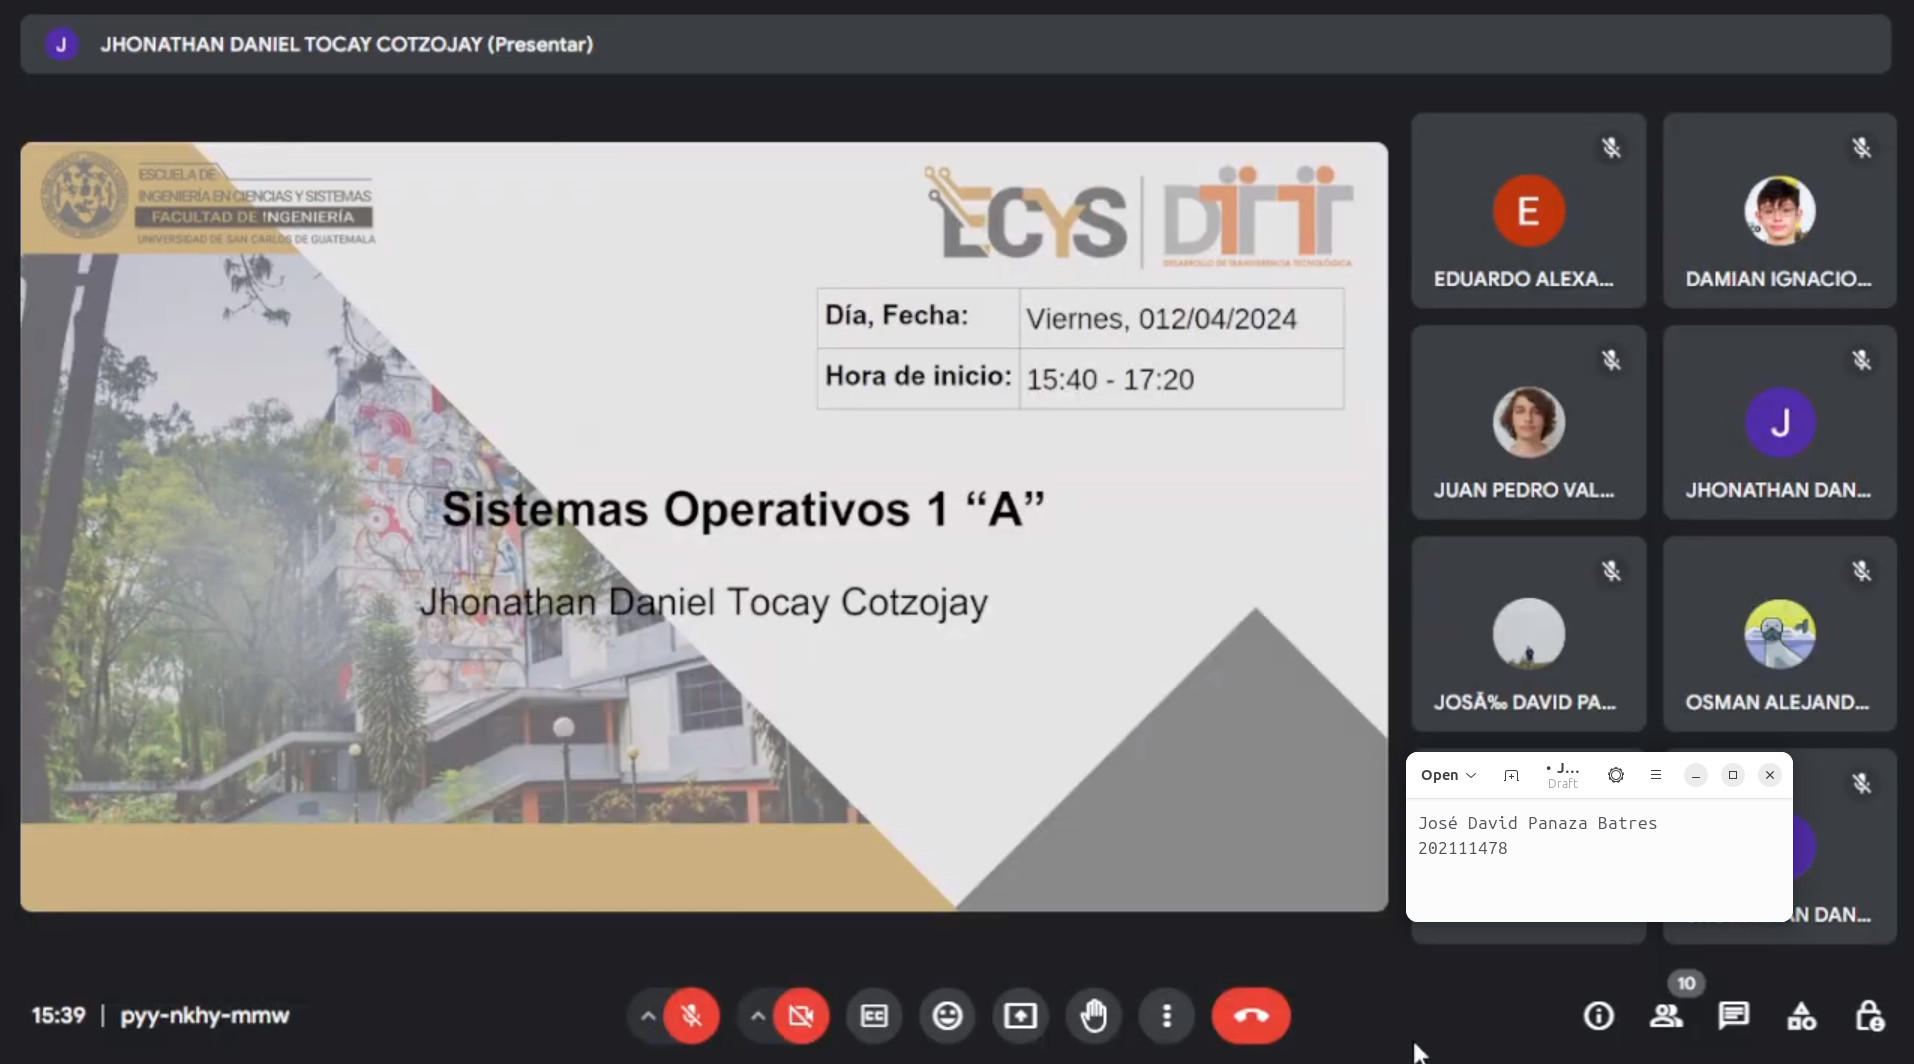 J JHONATHAN DANIEL TOCAY COTZOJAY (Presentar)
ESCUELA DE
INGENIERÍA EN CIENCIAS Y SISTEMAS
FACULTAD DE INGENIERÍA
UNIVERSIDAD DE SAN CARLOS DE GUATEMALA
ECYS DTT
DESARROLLO DE TRANSFERENCIA TECNOLÓGICA
Día, Fecha: Viernes, 012/04/2024
Hora de inicio: 15:40 - 17:20
Sistemas Operativos 1 “A”
Jhonathan Daniel Tocay Cotzojay
E
EDUARDO ALEXA...
DAMIAN IGNACIO...
JUAN PEDRO VAL...
J
JHONATHAN DAN...
JOSÃ‰ DAVID PA...
OSMAN ALEJAND...
Open • J...
Draft
José David Panaza Batres
202111478
N DAN...
15:39 | pyy-nkhy-mmw
CC
10